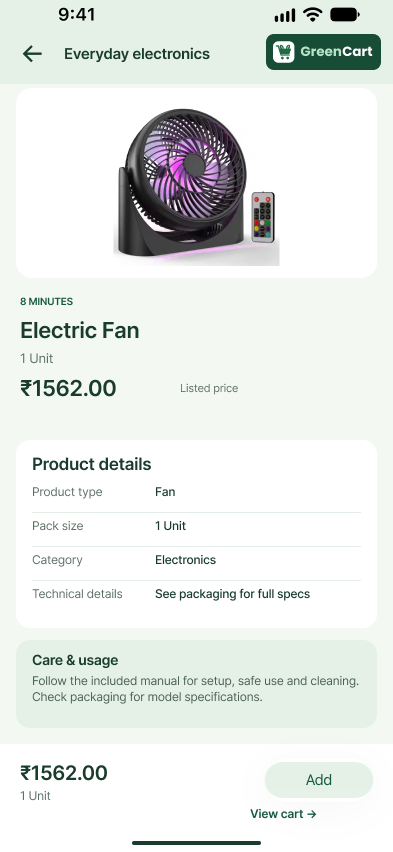 9:41
Everyday electronics
GreenCart
8 MINUTES
Electric Fan
1 Unit
₹1562.00
Listed price
Product details
Product type Fan
Pack size 1 Unit
Category Electronics
Technical details See packaging for full specs
Care & usage
Follow the included manual for setup, safe use and cleaning.
Check packaging for model specifications.
₹1562.00
Add
1 Unit
View cart →